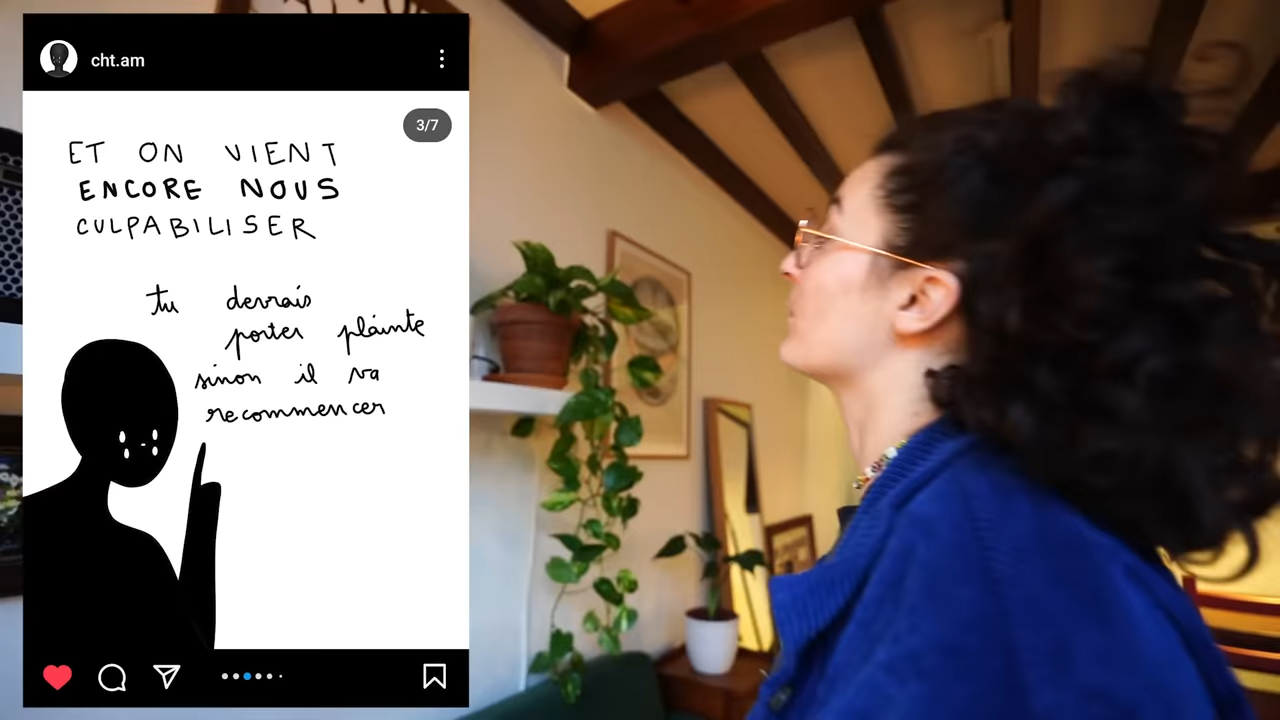 cht.am
3/7
ET ON VIENT
ENCORE NOUS
CULPABILISER
tu devrais
porter plainte
sinon il va
recommencer